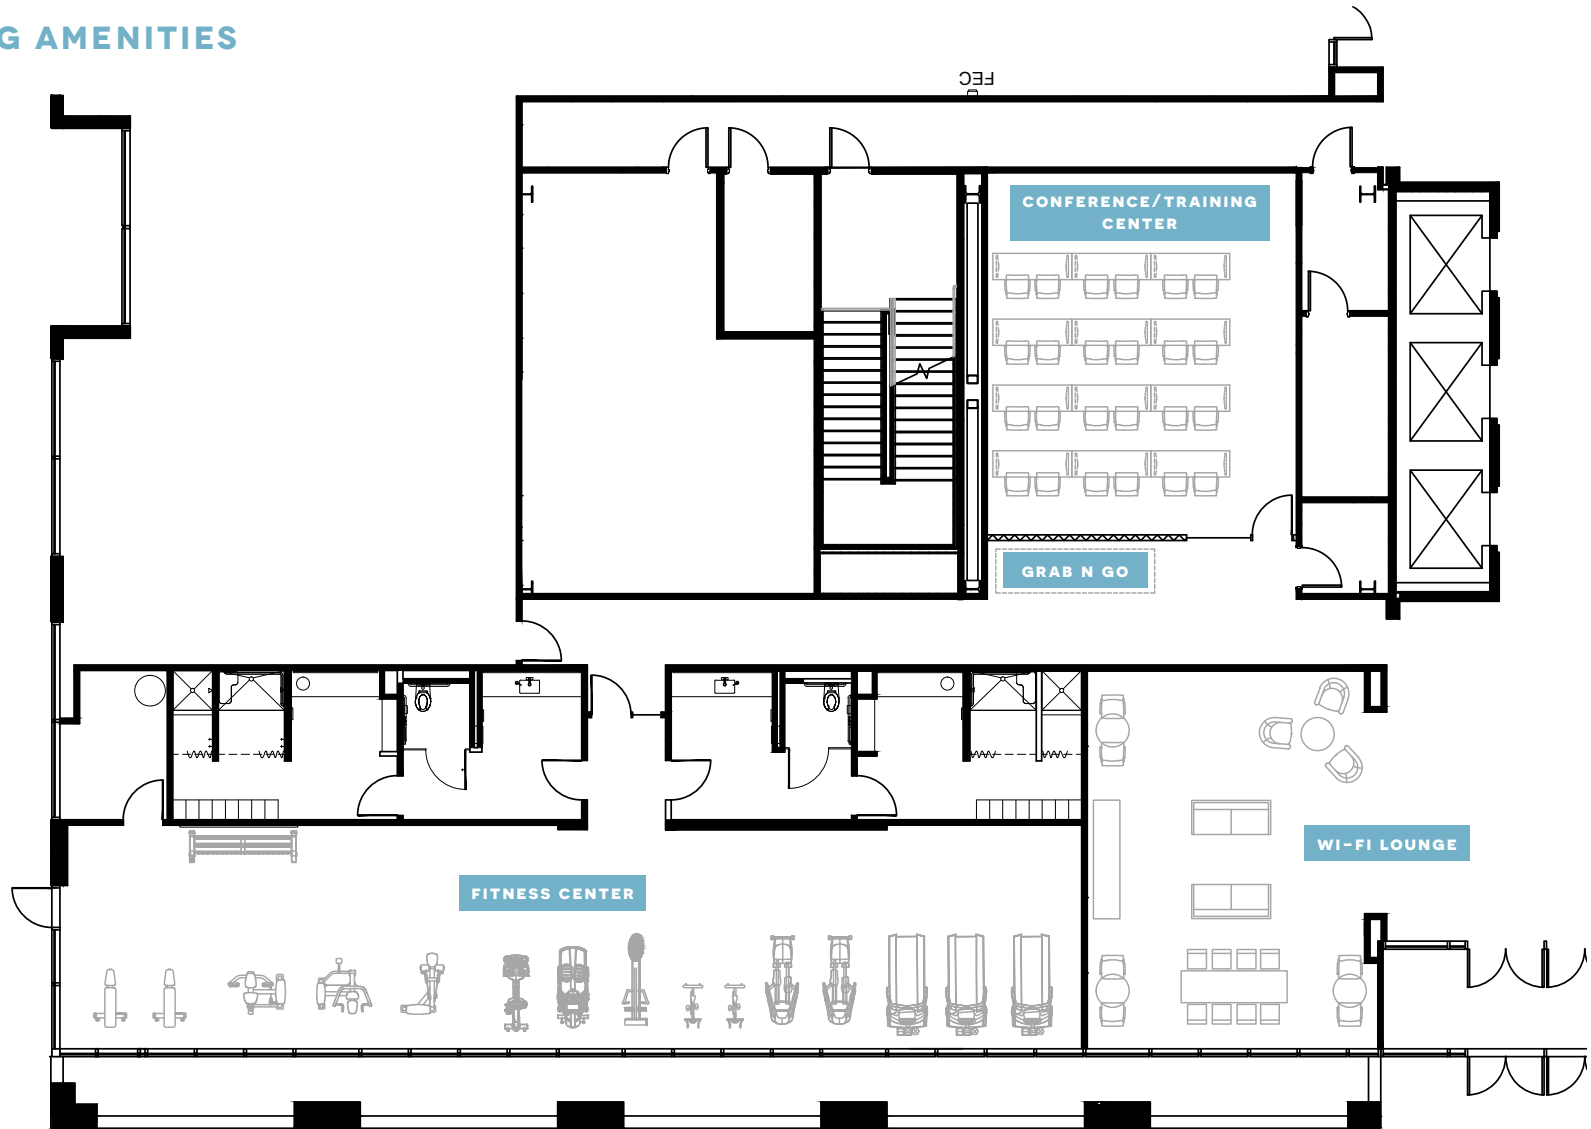 G AMENITIES
FEC
CONFERENCE/TRAINING
CENTER
GRAB N GO
WI-FI LOUNGE
FITNESS CENTER